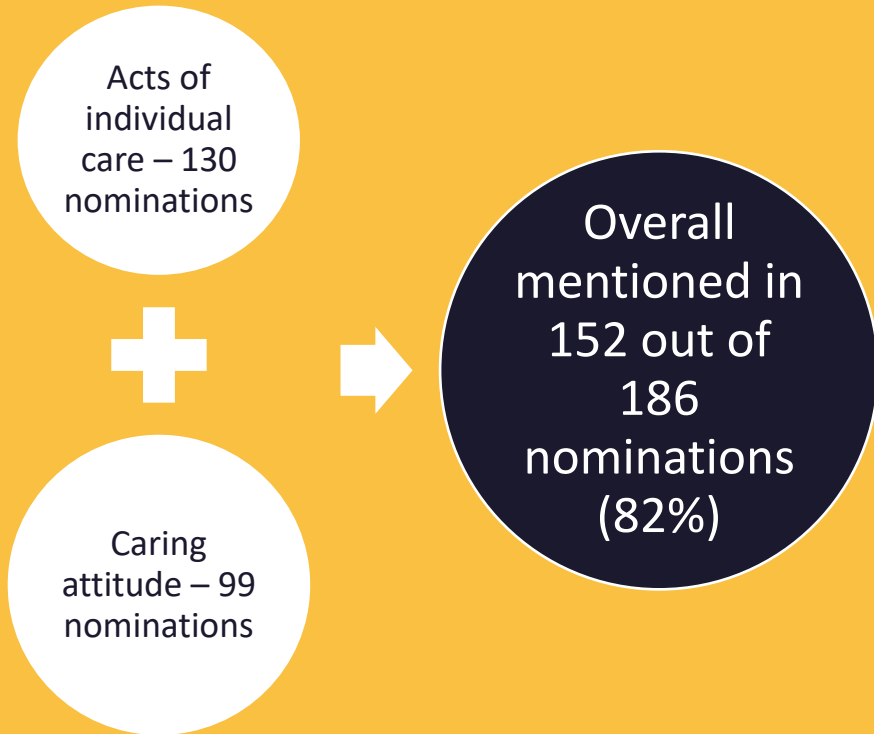 Acts of
individual
care – 130
nominations
Caring
attitude – 99
nominations
Overall
mentioned in
152 out of
186
nominations
(82%)